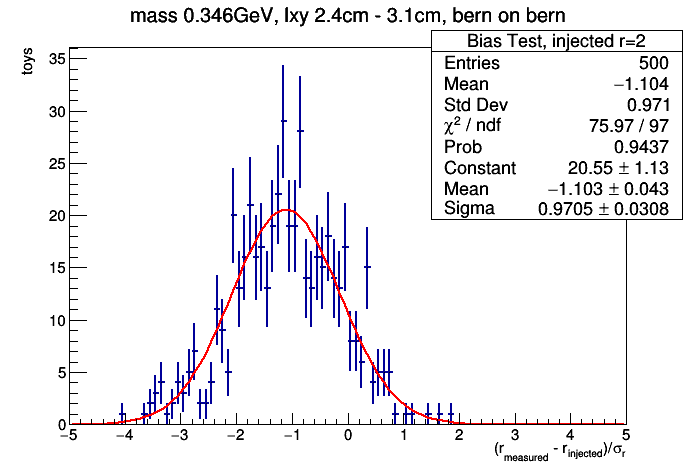 mass 0.346GeV, lxy 2.4cm - 3.1cm, bern on bern
toys
Bias Test, injected r=2
Entries 500
Mean −1.104
Std Dev 0.971
χ² / ndf 75.97 / 97
Prob 0.9437
Constant 20.55 ± 1.13
Mean −1.103 ± 0.043
Sigma 0.9705 ± 0.0308
35
30
25
20
15
10
5
0
−5 −4 −3 −2 −1 0 1 2 3 4 5
(r_measured - r_injected)/σ_r